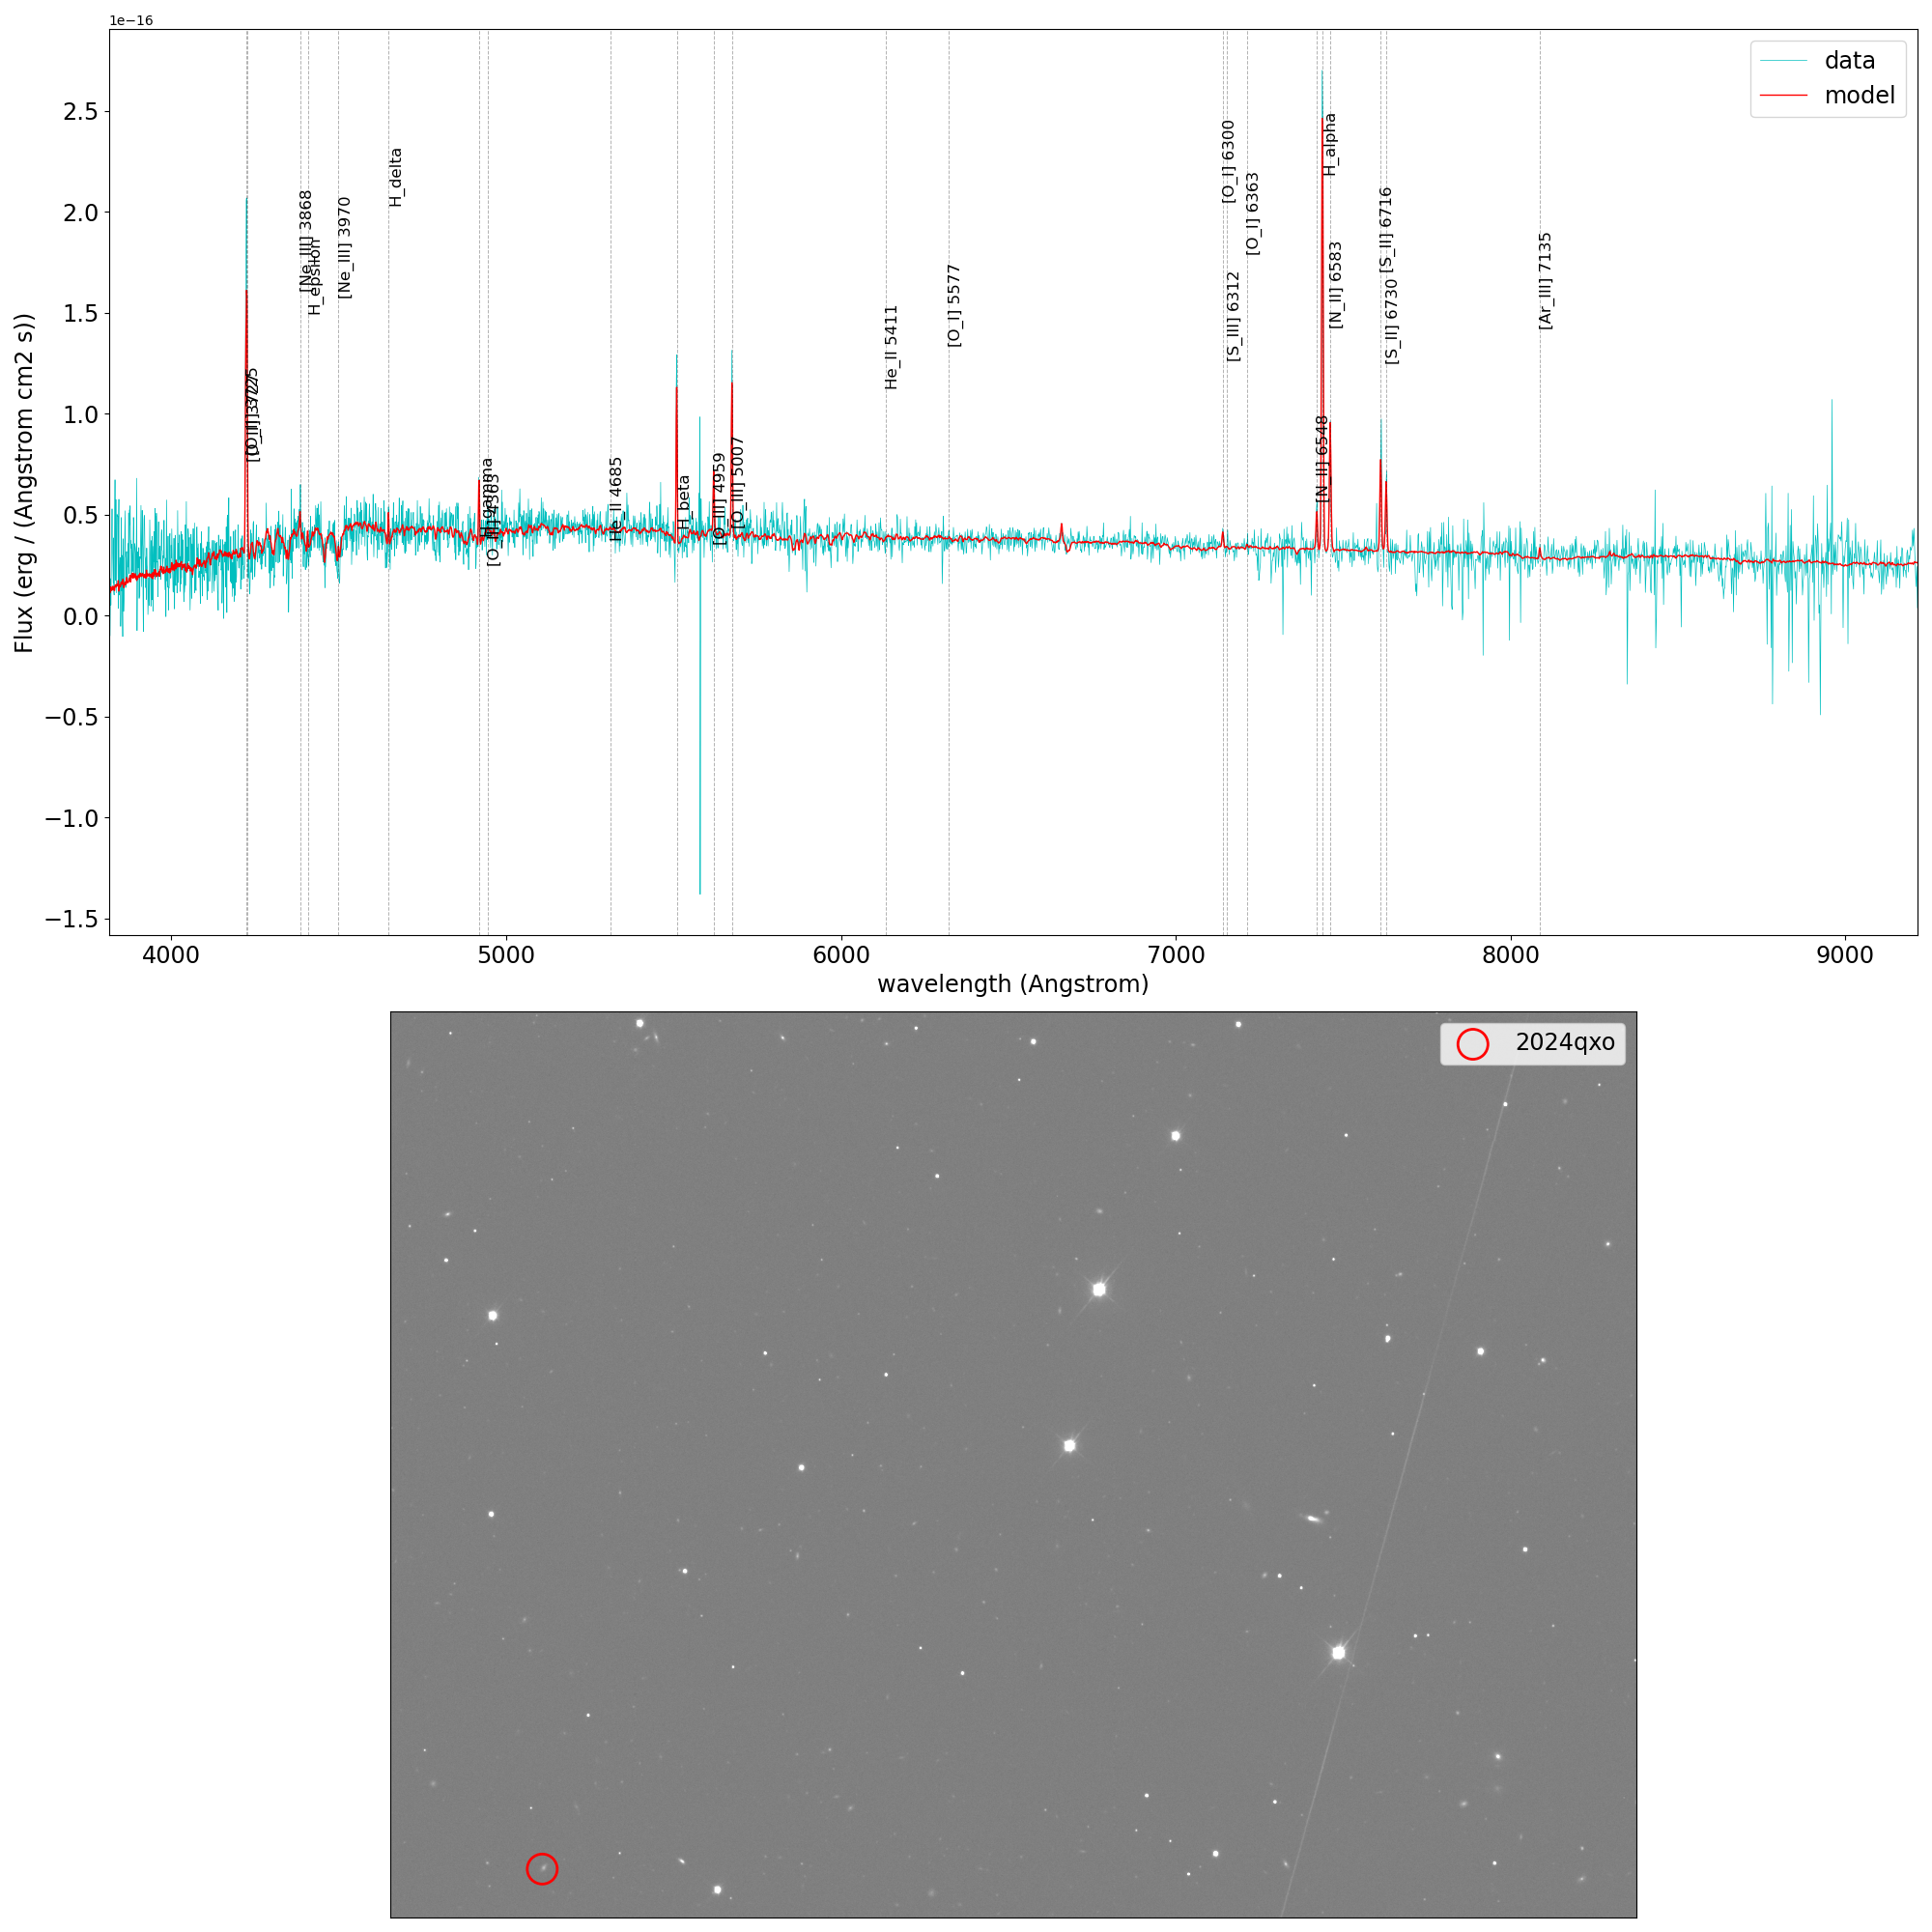 1e−16
data
model
2.5
2.0
1.5
1.0
0.5
0.0
−0.5
−1.0
−1.5
Flux (erg / (Angstrom cm2 s))
[Ne_III] 3868
H_epsilon
[Ne_III] 3970
H_delta
[O_III] 4363
He_II 4685
H_beta
[O_III] 4959
[O_III] 5007
He_II 5411
[O_I] 5577
[O_I] 6300
[S_III] 6312
[O_I] 6363
[N_II] 6548
H_alpha
[N_II] 6583
[S_II] 6716
[S_II] 6730
[Ar_III] 7135
4000
5000
6000
7000
8000
9000
wavelength (Angstrom)
2024qxo